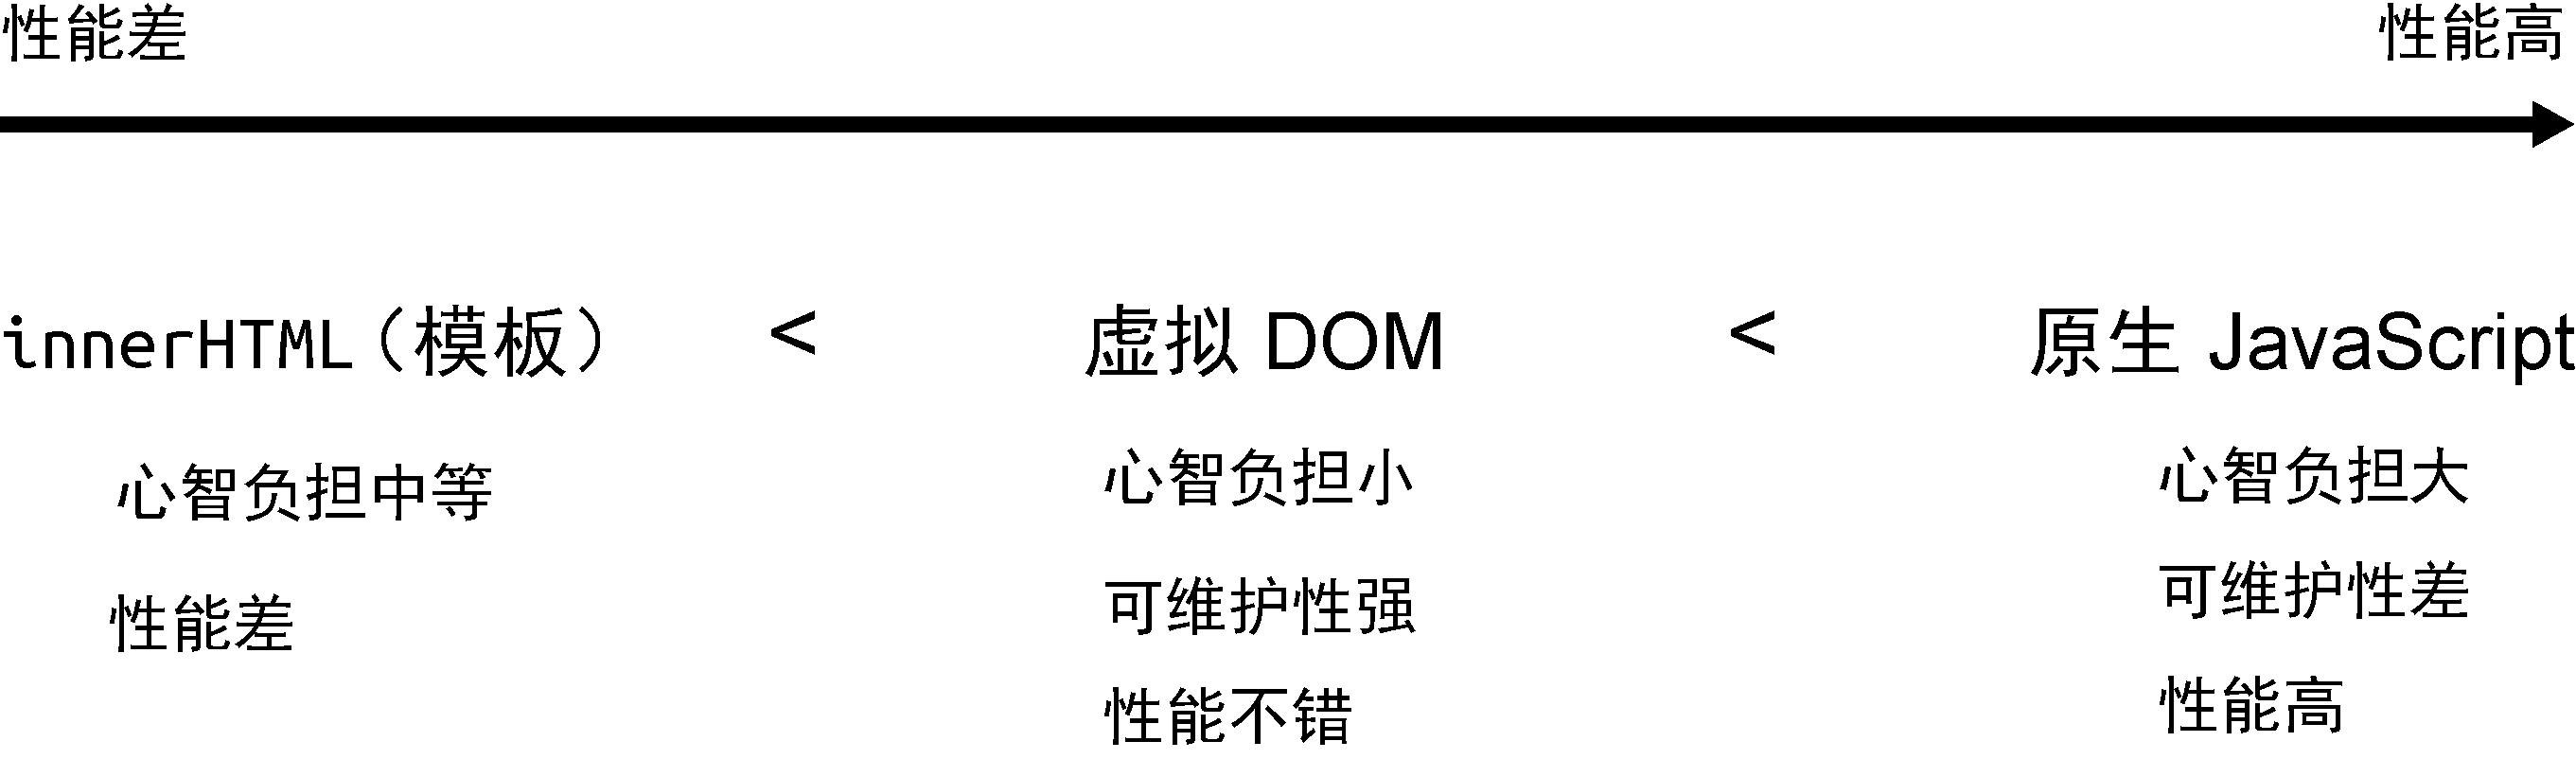 性能差 性能高
innerHTML（模板） < 虚拟 DOM < 原生 JavaScript
心智负担中等 心智负担小 心智负担大
性能差 可维护性强 可维护性差
性能不错 性能高